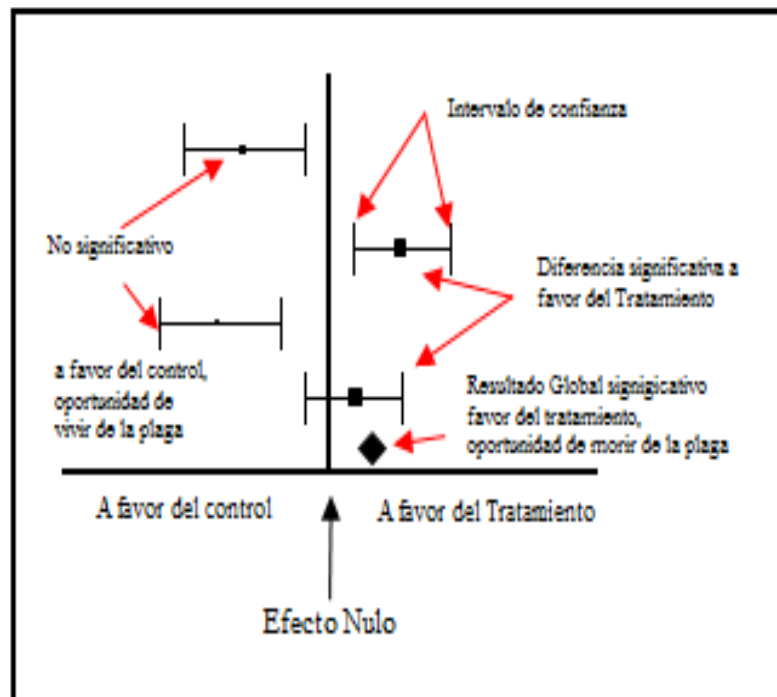 Intervalo de confianza
No significativo
Diferencia significativa a
favor del Tratamiento
a favor del control,
oportunidad de
vivir de la plaga
Resultado Global signigicativo
favor del tratamiento,
oportunidad de morir de la plaga
A favor del control
A favor del Tratamiento
Efecto Nulo